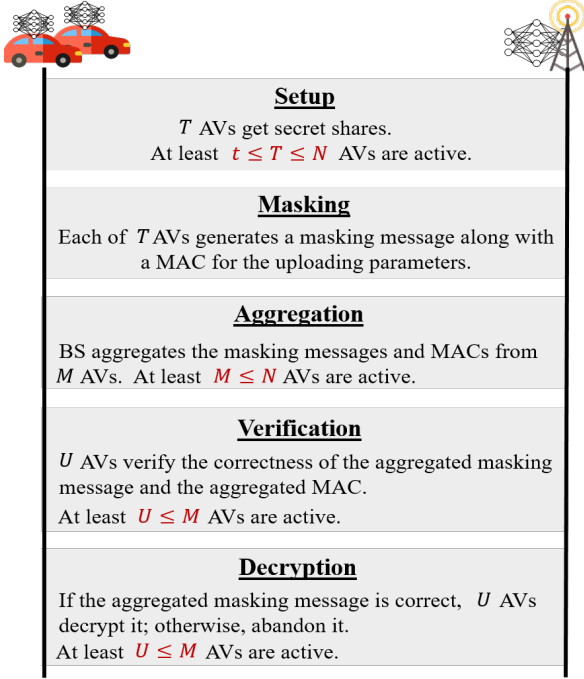 Setup
T AVs get secret shares.
At least t ≤ T ≤ N AVs are active.
Masking
Each of T AVs generates a masking message along with
a MAC for the uploading parameters.
Aggregation
BS aggregates the masking messages and MACs from
M AVs. At least M ≤ N AVs are active.
Verification
U AVs verify the correctness of the aggregated masking
message and the aggregated MAC.
At least U ≤ M AVs are active.
Decryption
If the aggregated masking message is correct, U AVs
decrypt it; otherwise, abandon it.
At least U ≤ M AVs are active.